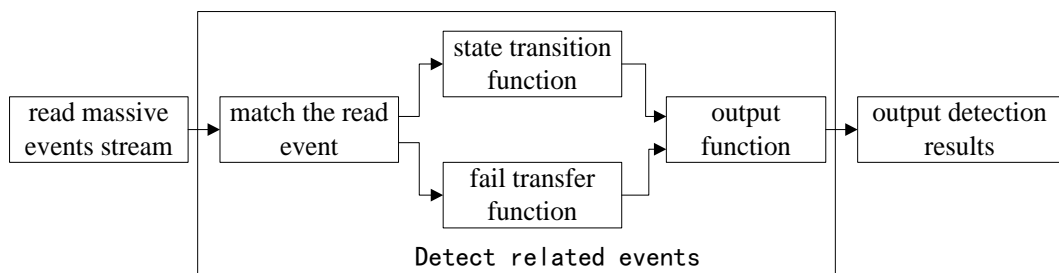 read massive
events stream
match the read
event
state transition
function
fail transfer
function
output
function
output detection
results
Detect related events